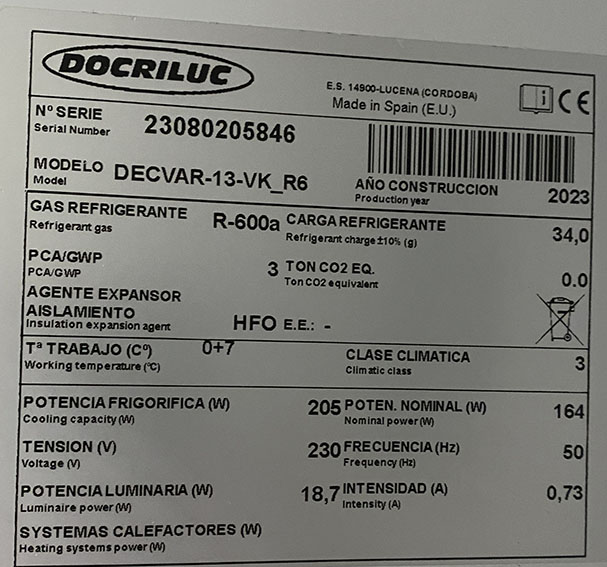 DOCRILUC
E.S. 14900-LUCENA (CORDOBA)
Made in Spain (E.U.)
i CE
Nº SERIE 23080205846
Serial Number
MODELO DECVAR-13-VK_R6
Model
AÑO CONSTRUCCION 2023
Production year
GAS REFRIGERANTE R-600a CARGA REFRIGERANTE 34,0
Refrigerant gas Refrigerant charge ±10% (g)
PCA/GWP 3 TON CO2 EQ. 0.0
PCA/GWP Ton CO2 equivalent
AGENTE EXPANSOR
AISLAMIENTO HFO E.E.: -
Insulation expansion agent
Tª TRABAJO (Cº) 0+7 CLASE CLIMATICA 3
Working temperature (ºC) Climatic class
POTENCIA FRIGORIFICA (W) 205 POTEN. NOMINAL (W) 164
Cooling capacity (W) Nominal power (W)
TENSION (V) 230 FRECUENCIA (Hz) 50
Voltage (V) Frequency (Hz)
POTENCIA LUMINARIA (W) 18,7 INTENSIDAD (A) 0,73
Luminaire power (W) Intensity (A)
SYSTEMAS CALEFACTORES (W)
Heating systems power (W)